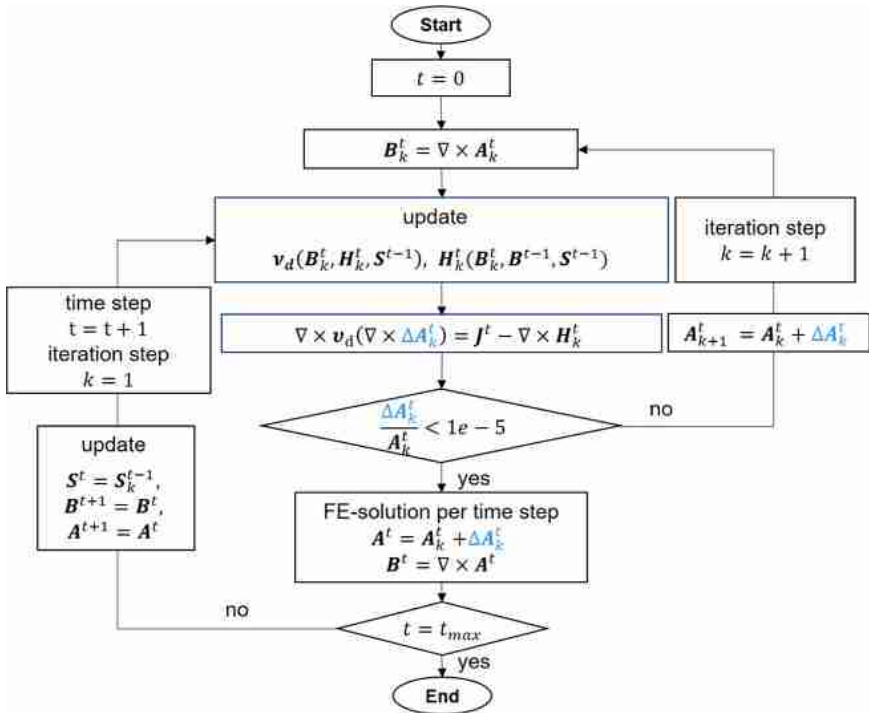 Start
t = 0
B_k^t = ∇ × A_k^t
update
v_d(B_k^t, H_k^t, S^{t−1}), H_k^t(B_k^t, B^{t−1}, S^{t−1})
iteration step
k = k + 1
time step
t = t + 1
iteration step
k = 1
∇ × v_d(∇ × ΔA_k^t) = J^t − ∇ × H_k^t
A_{k+1}^t = A_k^t + ΔA_k^t
ΔA_k^t / A_k^t < 1e − 5
no
yes
update
S^t = S_k^{t−1},
B^{t+1} = B^t,
A^{t+1} = A^t
FE-solution per time step
A^t = A_k^t + ΔA_k^t
B^t = ∇ × A^t
no
t = t_{max}
yes
End